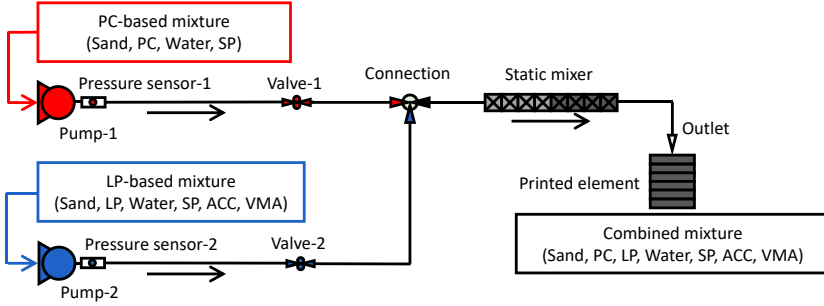 PC-based mixture
(Sand, PC, Water, SP)
Pressure sensor-1
Valve-1
Connection
Static mixer
Pump-1
Outlet
LP-based mixture
(Sand, LP, Water, SP, ACC, VMA)
Printed element
Pressure sensor-2
Valve-2
Combined mixture
(Sand, PC, LP, Water, SP, ACC, VMA)
Pump-2